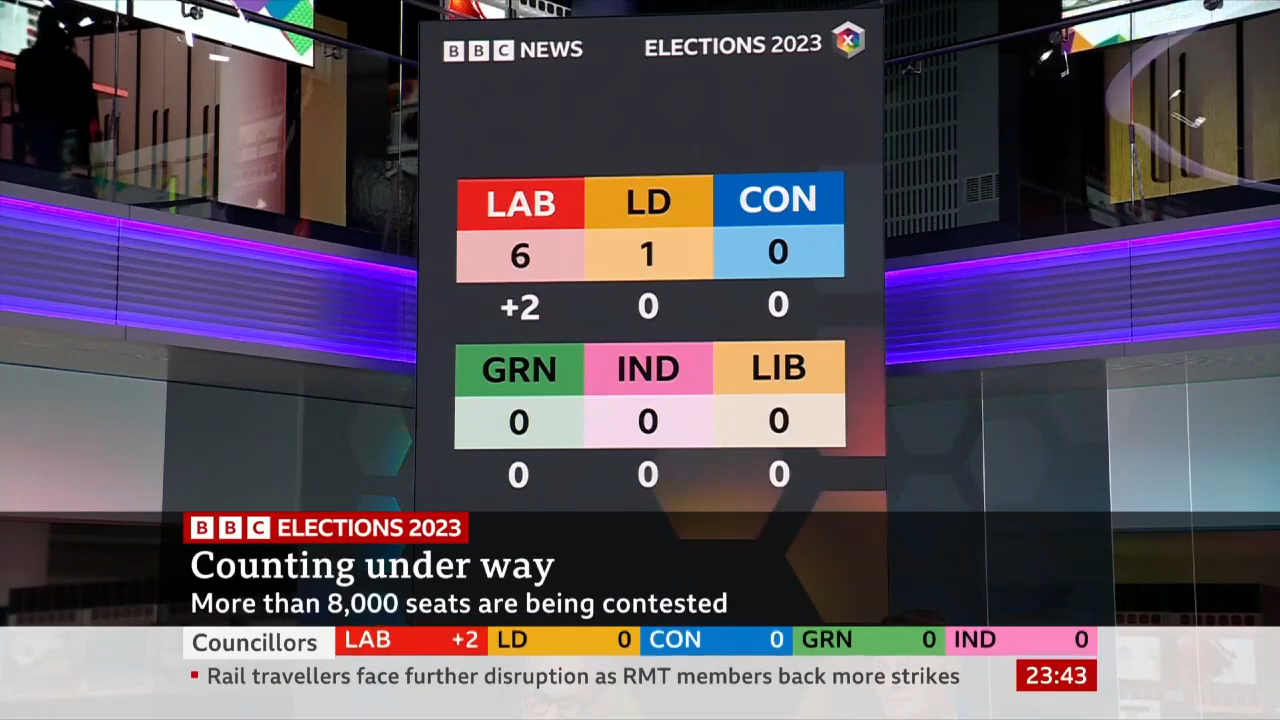 BBC NEWS ELECTIONS 2023
LAB LD CON
6 1 0
+2 0 0
GRN IND LIB
0 0 0
0 0 0
BBC ELECTIONS 2023
Counting under way
More than 8,000 seats are being contested
Councillors LAB +2 LD 0 CON 0 GRN 0 IND 0
Rail travellers face further disruption as RMT members back more strikes 23:43